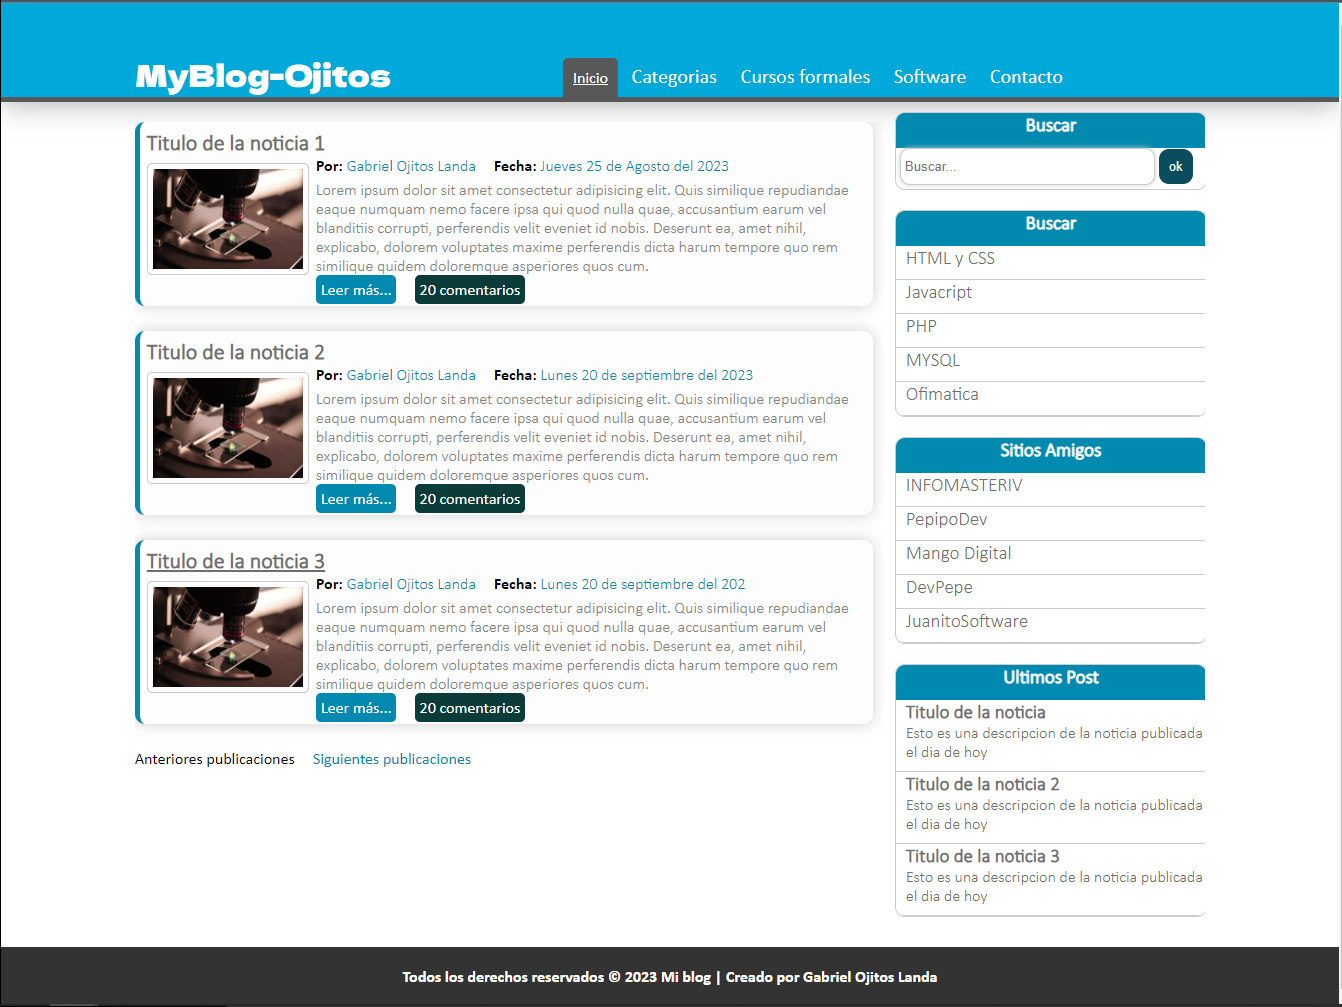 MyBlog-Ojitos
Inicio Categorias Cursos formales Software Contacto
Titulo de la noticia 1
Por: Gabriel Ojitos Landa Fecha: Jueves 25 de Agosto del 2023
Lorem ipsum dolor sit amet consectetur adipisicing elit. Quis similique repudiandae
eaque numquam nemo facere ipsa qui quod nulla quae, accusantium earum vel
blanditiis corrupti, perferendis velit eveniet id nobis. Deserunt ea, amet nihil,
explicabo, dolorem voluptates maxime perferendis dicta harum tempore quo rem
similique quidem doloremque asperiores quos cum.
Leer más... 20 comentarios
Titulo de la noticia 2
Por: Gabriel Ojitos Landa Fecha: Lunes 20 de septiembre del 2023
Lorem ipsum dolor sit amet consectetur adipisicing elit. Quis similique repudiandae
eaque numquam nemo facere ipsa qui quod nulla quae, accusantium earum vel
blanditiis corrupti, perferendis velit eveniet id nobis. Deserunt ea, amet nihil,
explicabo, dolorem voluptates maxime perferendis dicta harum tempore quo rem
similique quidem doloremque asperiores quos cum.
Leer más... 20 comentarios
Titulo de la noticia 3
Por: Gabriel Ojitos Landa Fecha: Lunes 20 de septiembre del 202
Lorem ipsum dolor sit amet consectetur adipisicing elit. Quis similique repudiandae
eaque numquam nemo facere ipsa qui quod nulla quae, accusantium earum vel
blanditiis corrupti, perferendis velit eveniet id nobis. Deserunt ea, amet nihil,
explicabo, dolorem voluptates maxime perferendis dicta harum tempore quo rem
similique quidem doloremque asperiores quos cum.
Leer más... 20 comentarios
Anteriores publicaciones Siguientes publicaciones
Buscar
Buscar... ok
Buscar
HTML y CSS
Javacript
PHP
MYSQL
Ofimatica
Sitios Amigos
INFOMASTERIV
PepipoDev
Mango Digital
DevPepe
JuanitoSoftware
Ultimos Post
Titulo de la noticia
Esto es una descripcion de la noticia publicada
el dia de hoy
Titulo de la noticia 2
Esto es una descripcion de la noticia publicada
el dia de hoy
Titulo de la noticia 3
Esto es una descripcion de la noticia publicada
el dia de hoy
Todos los derechos reservados © 2023 Mi blog | Creado por Gabriel Ojitos Landa